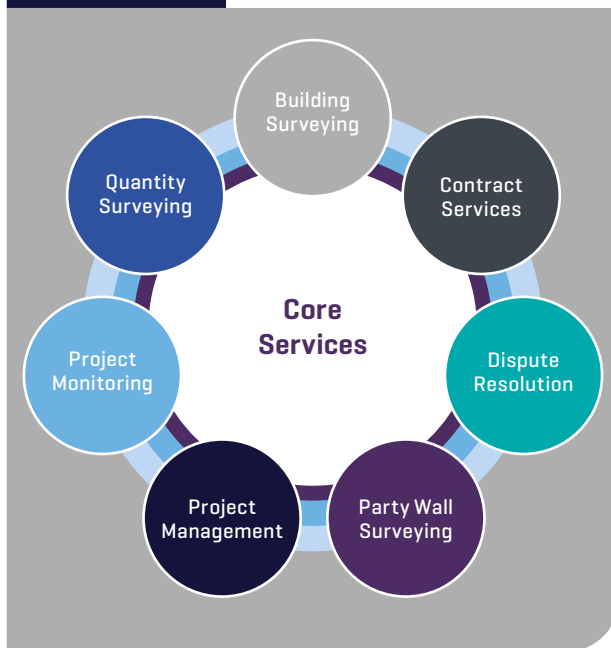 Building
Surveying
Contract
Services
Dispute
Resolution
Party Wall
Surveying
Project
Management
Project
Monitoring
Quantity
Surveying
Core
Services